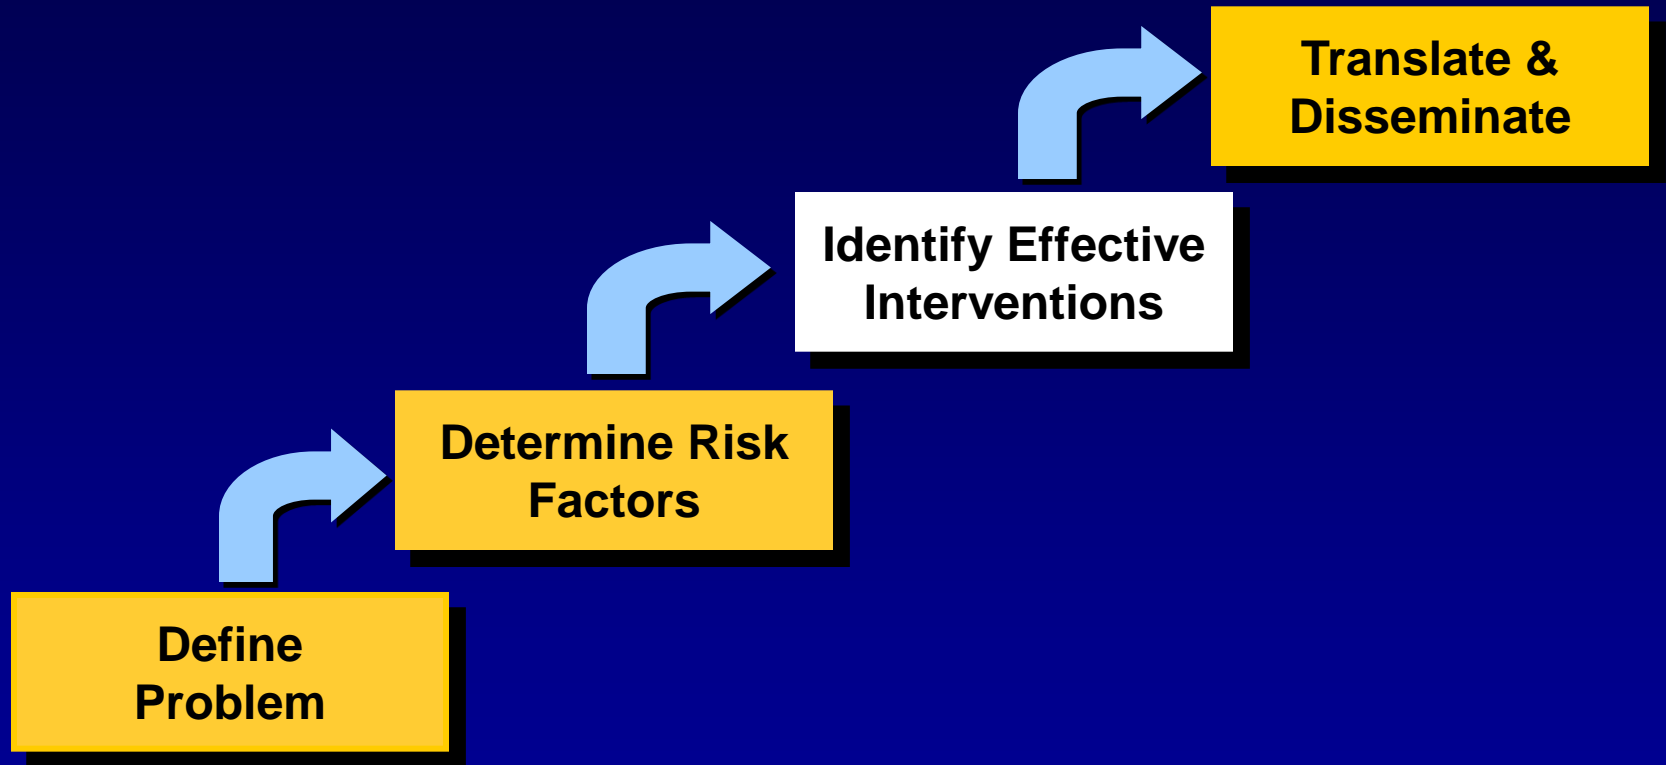 Translate &
Disseminate
Identify Effective
Interventions
Determine Risk
Factors
Define
Problem